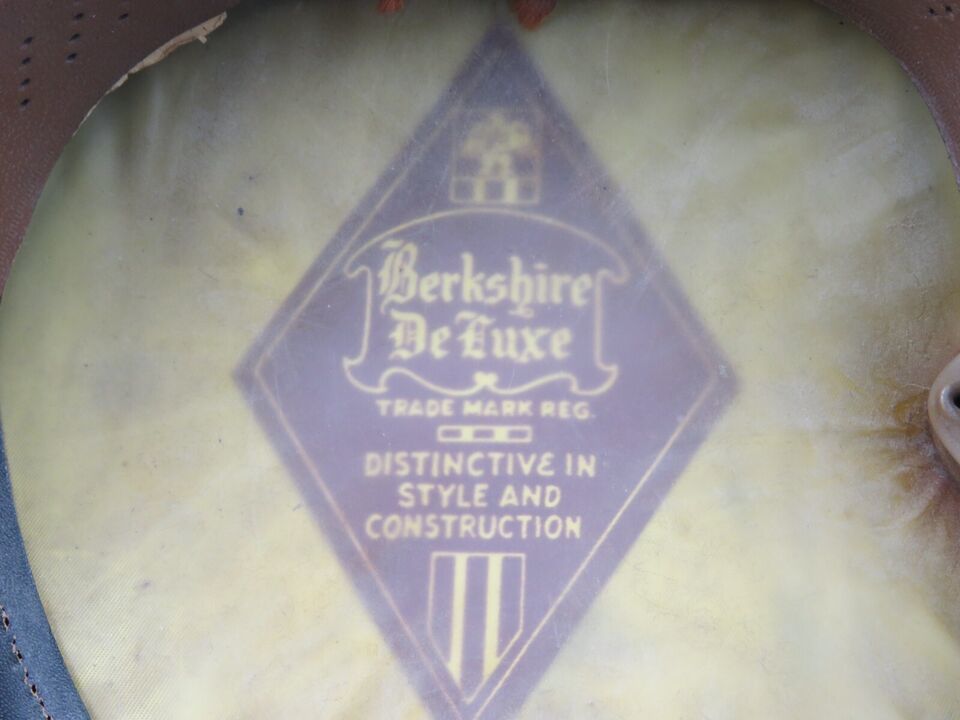 Berkshire
De Luxe
TRADE MARK REG.
DISTINCTIVE IN
STYLE AND
CONSTRUCTION